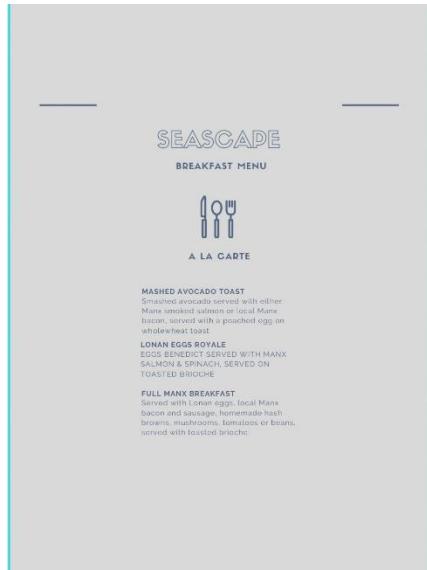 SEASCAPE
BREAKFAST MENU
A LA CARTE
MASHED AVOCADO TOAST
Smashed avocado served with either
Manx smoked salmon or local Manx
bacon, served with a poached egg on
wholewheat toast
LONAN EGGS ROYALE
EGGS BENEDICT SERVED WITH MANX
SALMON & SPINACH, SERVED ON
TOASTED BRIOCHE
FULL MANX BREAKFAST
Served with Lonan eggs, local Manx
bacon and sausage, homemade hash
browns, mushrooms, tomatoes or beans,
served with toasted brioche